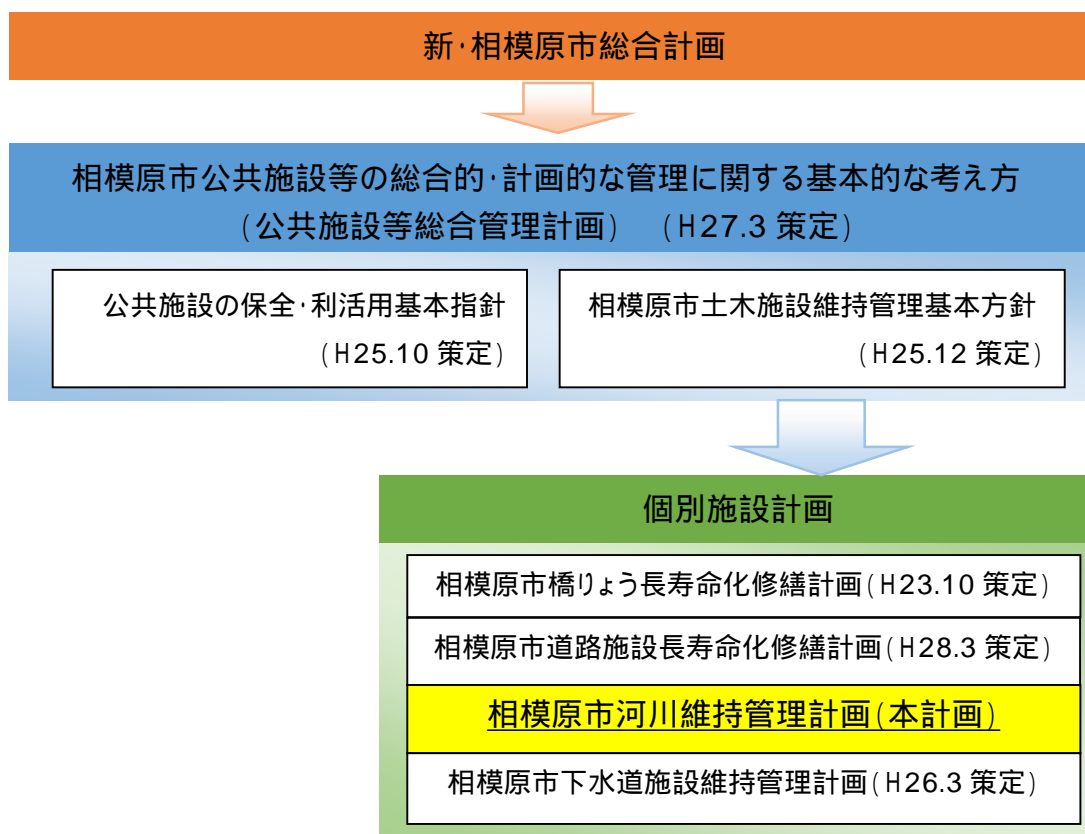 新・相模原市総合計画
相模原市公共施設等の総合的・計画的な管理に関する基本的な考え方
(公共施設等総合管理計画) (H27.3 策定)
公共施設の保全・利活用基本指針
(H25.10 策定)
相模原市土木施設維持管理基本方針
(H25.12 策定)
個別施設計画
相模原市橋りょう長寿命化修繕計画(H23.10 策定)
相模原市道路施設長寿命化修繕計画(H28.3 策定)
相模原市河川維持管理計画(本計画)
相模原市下水道施設維持管理計画(H26.3 策定)